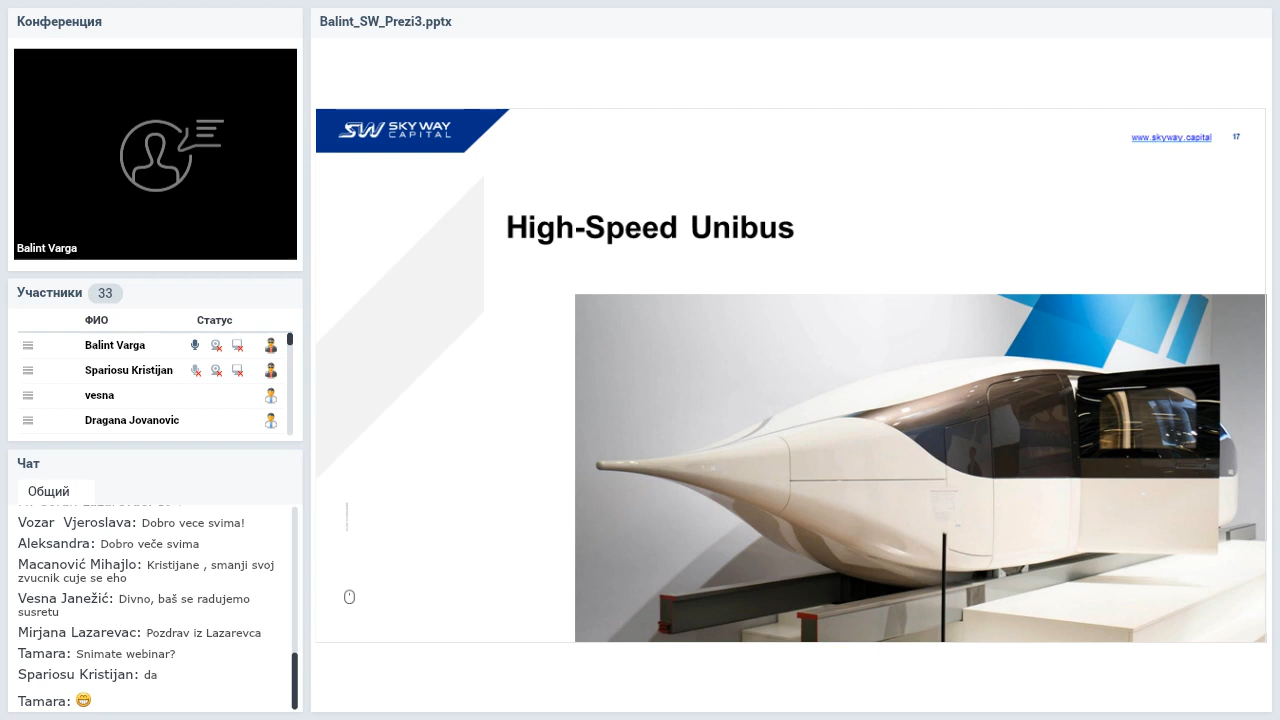 Конференция
Balint Varga
Участники 33
ФИО Статус
Balint Varga
Spariosu Kristijan
vesna
Dragana Jovanovic
Чат
Общий
Vozar Vjeroslava: Dobro vece svima!
Aleksandra: Dobro veče svima
Macanović Mihajlo: Kristijane , smanji svoj
zvucnik cuje se eho
Vesna Janežić: Divno, baš se radujemo
susretu
Mirjana Lazarevac: Pozdrav iz Lazarevca
Tamara: Snimate webinar?
Spariosu Kristijan: da
Tamara: 😁
Balint_SW_Prezi3.pptx
SW SKY WAY
CAPITAL
www.skyway.capital 17
High-Speed Unibus